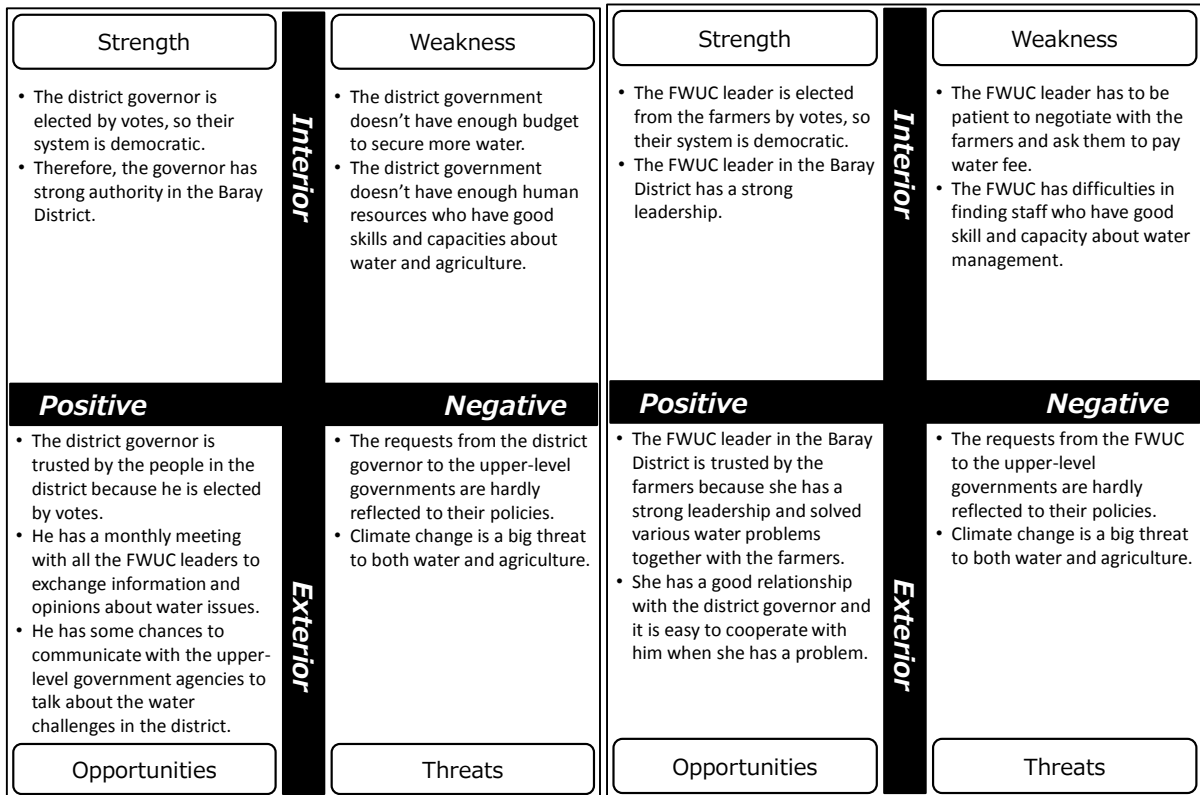 Strength
Weakness
• The district governor is
elected by votes, so their
system is democratic.
• Therefore, the governor has
strong authority in the Baray
District.
Interior
• The district government
doesn’t have enough budget
to secure more water.
• The district government
doesn’t have enough human
resources who have good
skills and capacities about
water and agriculture.
Positive
Negative
• The district governor is
trusted by the people in the
district because he is elected
by votes.
• He has a monthly meeting
with all the FWUC leaders to
exchange information and
opinions about water issues.
• He has some chances to
communicate with the upper-
level government agencies to
talk about the water
challenges in the district.
Exterior
• The requests from the district
governor to the upper-level
governments are hardly
reflected to their policies.
• Climate change is a big threat
to both water and agriculture.
Opportunities
Threats
Strength
Weakness
• The FWUC leader is elected
from the farmers by votes, so
their system is democratic.
• The FWUC leader in the Baray
District has a strong
leadership.
Interior
• The FWUC leader has to be
patient to negotiate with the
farmers and ask them to pay
water fee.
• The FWUC has difficulties in
finding staff who have good
skill and capacity about water
management.
Positive
Negative
• The FWUC leader in the Baray
District is trusted by the
farmers because she has a
strong leadership and solved
various water problems
together with the farmers.
• She has a good relationship
with the district governor and
it is easy to cooperate with
him when she has a problem.
Exterior
• The requests from the FWUC
to the upper-level
governments are hardly
reflected to their policies.
• Climate change is a big threat
to both water and agriculture.
Opportunities
Threats